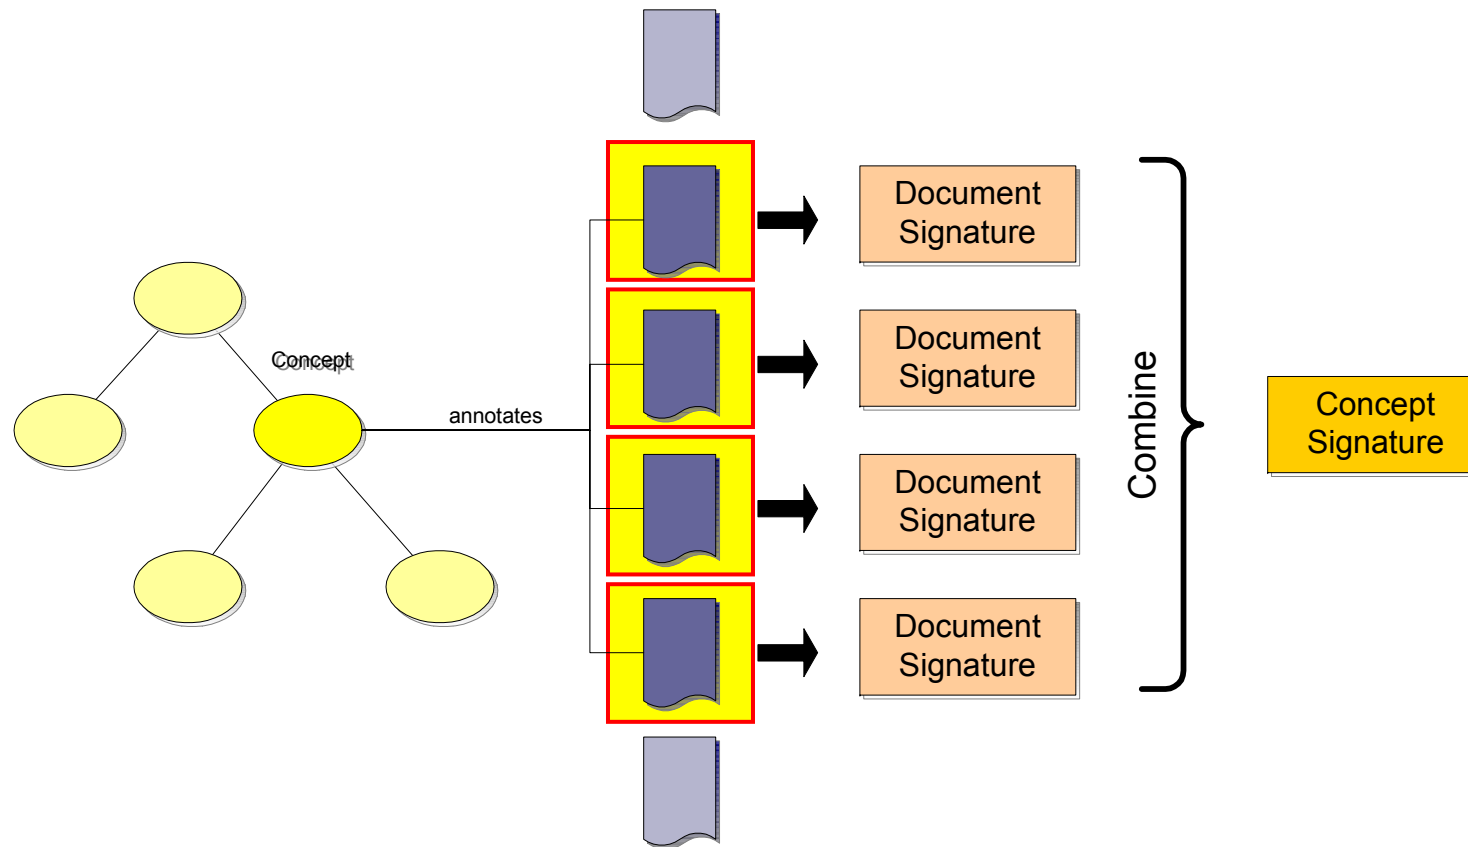 Concept
annotates
Document
Signature
Document
Signature
Document
Signature
Document
Signature
Combine
Concept
Signature